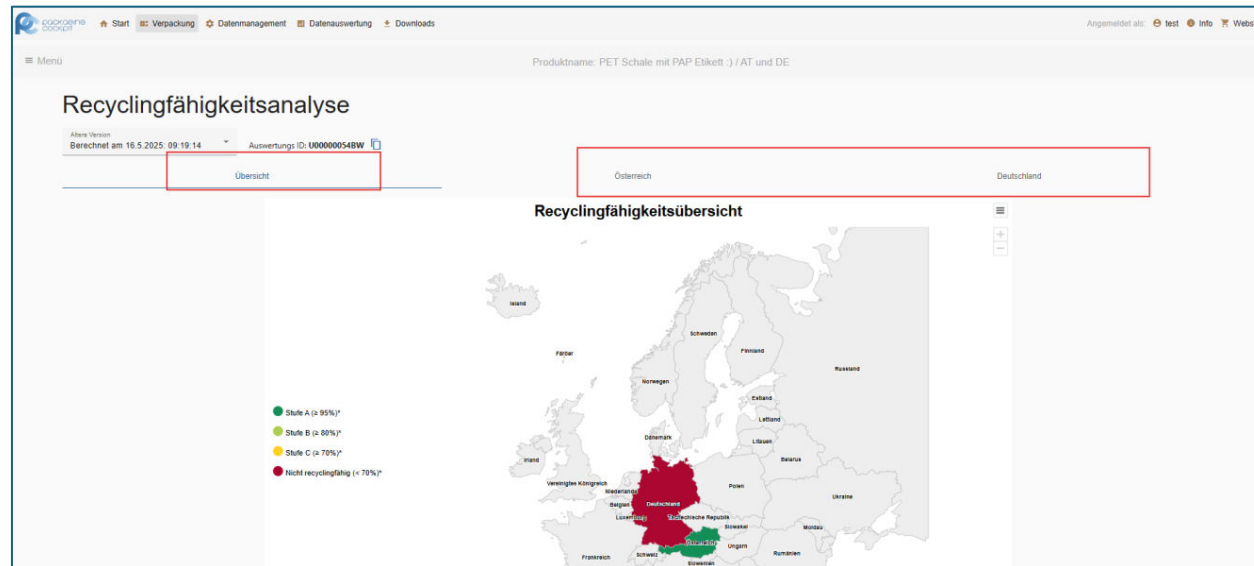 packaging cockpit Start Verpackung Datenmanagement Datenauswertung Downloads Angemeldet als: test Info Webs
Menü Produktname: PET Schale mit PAP Etikett :) / AT und DE
Recyclingfähigkeitsanalyse
Ältere Version
Berechnet am 16.5.2025: 09:19:14 Auswertungs ID: U00000054BW
Übersicht Österreich Deutschland
Recyclingfähigkeitsübersicht
Island
Schweden
Färöer
Finnland
Russland
Norwegen
Estland
Stufe A (≥ 95%)*
Lettland
Stufe B (≥ 80%)*
Dänemark
Litauen
Stufe C (≥ 70%)*
Irland
Belarus
Nicht recyclingfähig (< 70%)*
Vereinigtes Königreich
Niederlande
Polen
Belgien
Deutschland
Ukraine
Luxemburg
Tschechische Republik
Slowakei
Moldau
Österreich
Ungarn
Frankreich
Schweiz
Rumänien
Slowenien